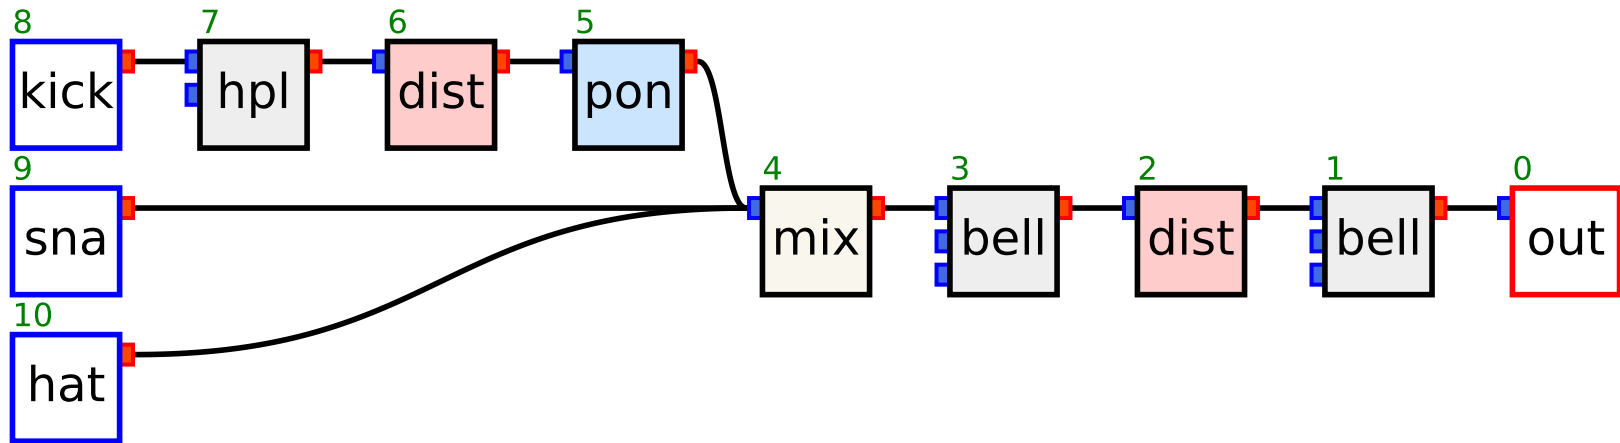 8 7 6 5
kick hpl dist pon
9 4 3 2 1 0
sna mix bell dist bell out
10
hat